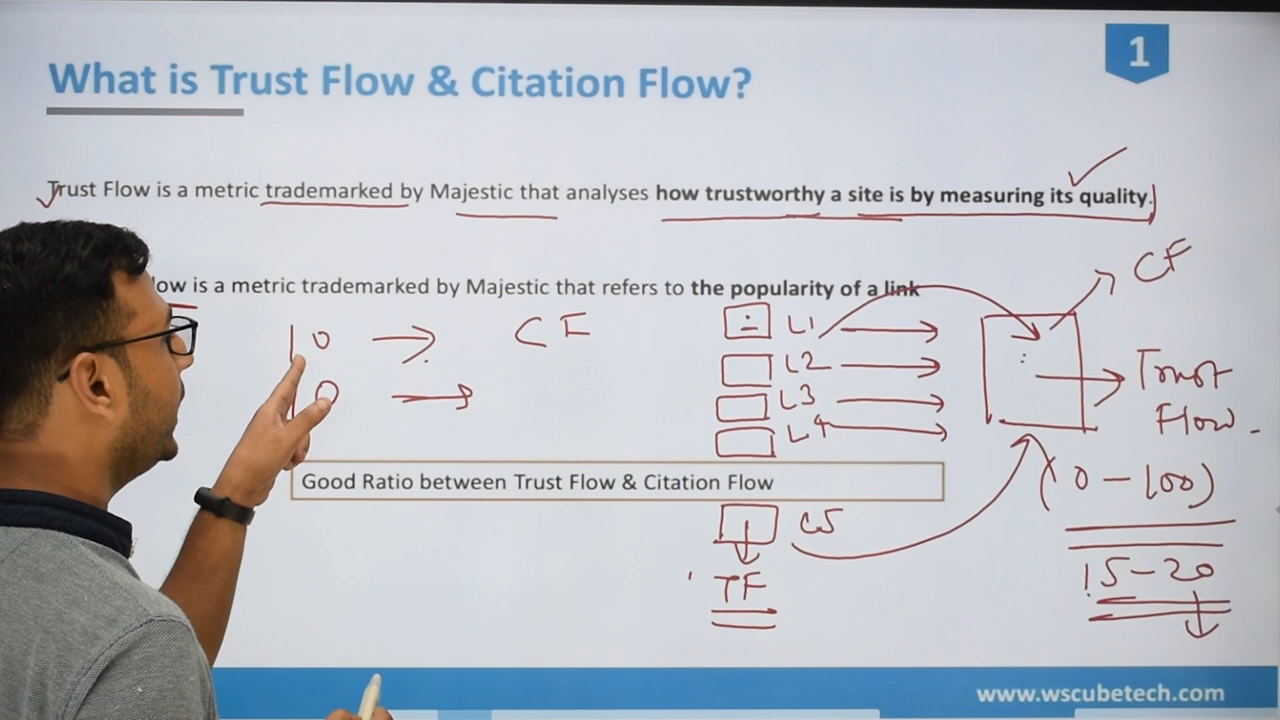 1
What is Trust Flow & Citation Flow?
Trust Flow is a metric trademarked by Majestic that analyses how trustworthy a site is by measuring its quality.
low is a metric trademarked by Majestic that refers to the popularity of a link
CF
10 → CF
L1
L2
L3
L4
Trust
Flow
10 →
Good Ratio between Trust Flow & Citation Flow
(0-100)
TF
15-20
www.wscubetech.com